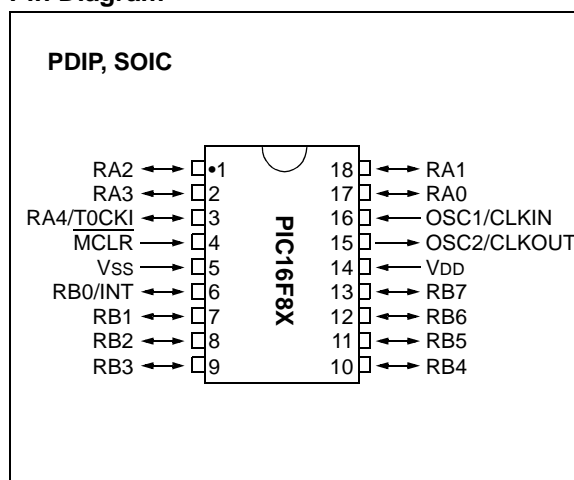 Pin Diagram
PDIP, SOIC
RA2 •1 18 RA1
RA3 2 17 RA0
RA4/T0CKI 3 16 OSC1/CLKIN
MCLR 4 15 OSC2/CLKOUT
VSS 5 14 VDD
RB0/INT 6 13 RB7
RB1 7 12 RB6
RB2 8 11 RB5
RB3 9 10 RB4
PIC16F8X